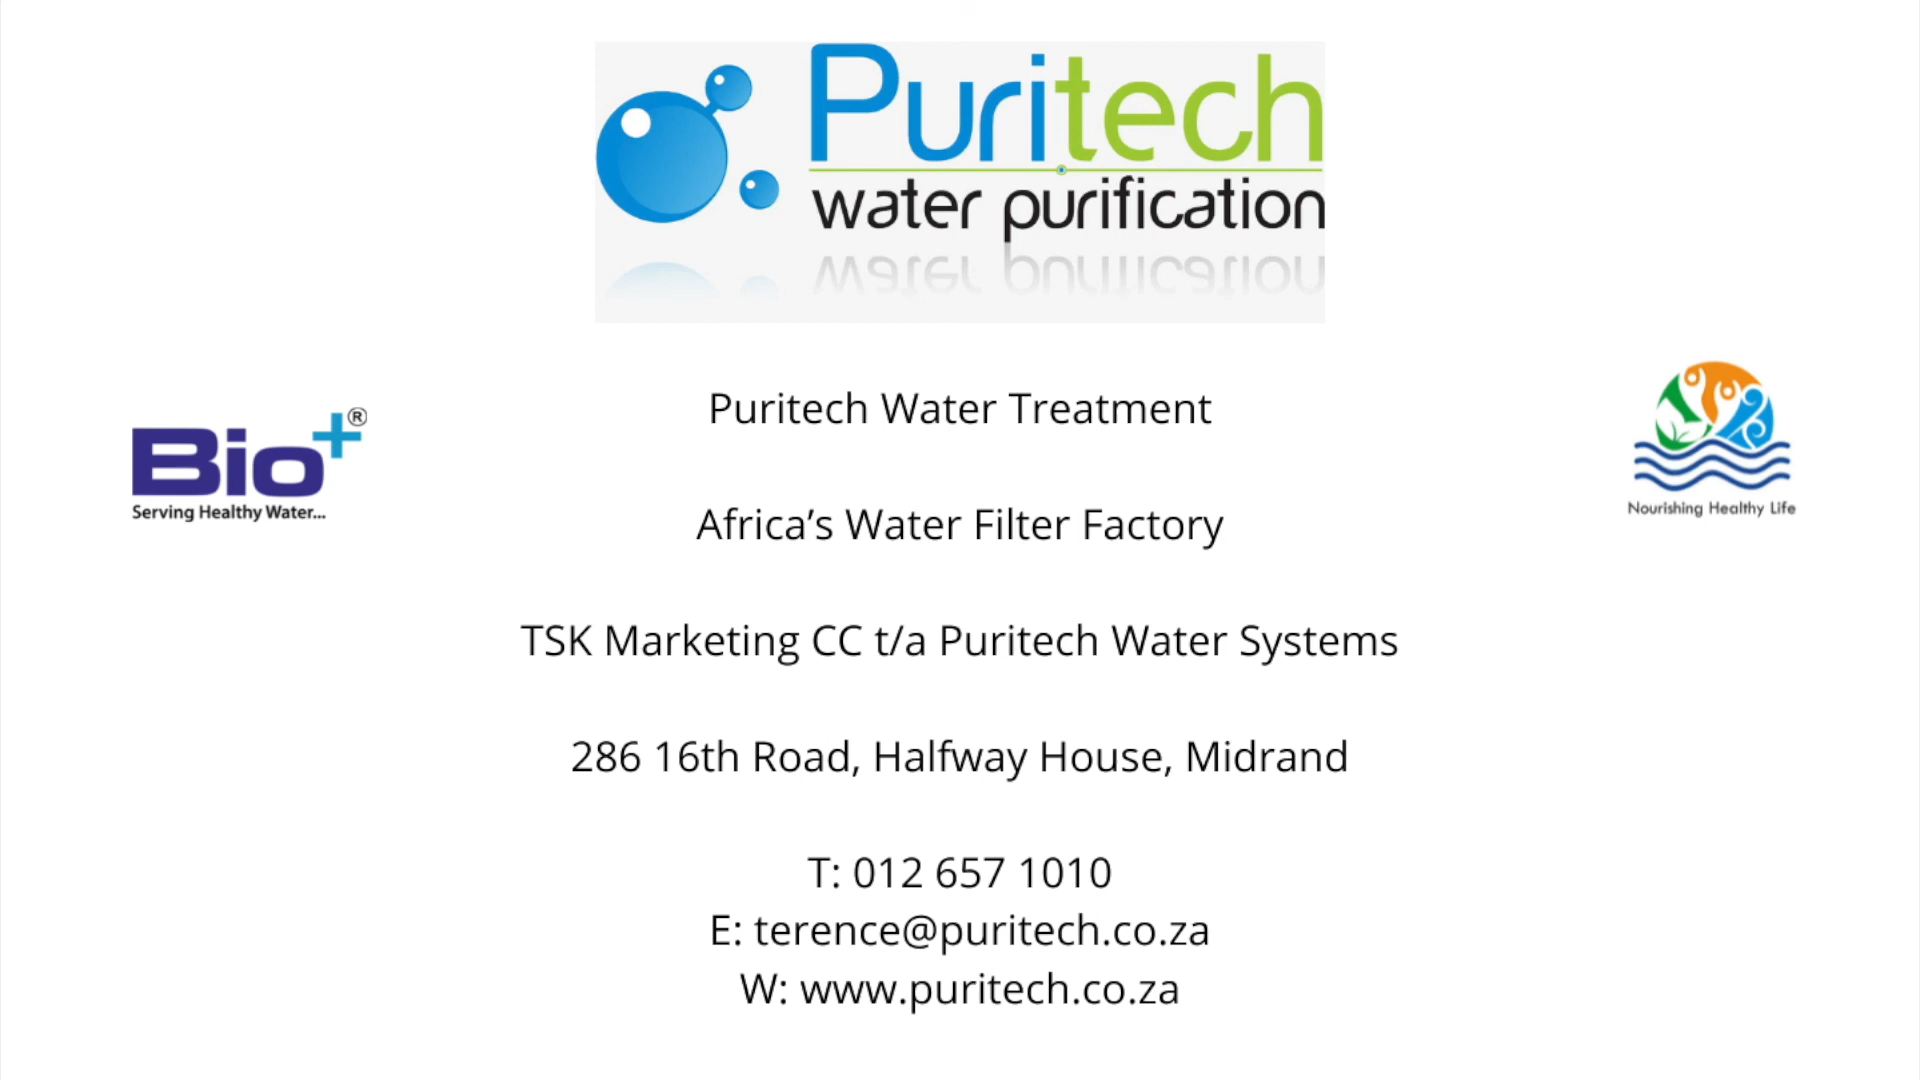 Puritech
water purification
Bio+®
Serving Healthy Water...
Nourishing Healthy Life
Puritech Water Treatment
Africa’s Water Filter Factory
TSK Marketing CC t/a Puritech Water Systems
286 16th Road, Halfway House, Midrand
T: 012 657 1010
E: terence@puritech.co.za
W: www.puritech.co.za